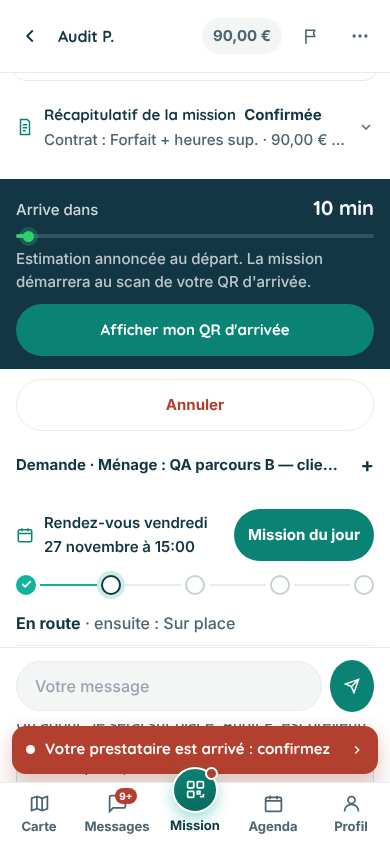 Audit P.
90,00 €
Récapitulatif de la mission Confirmée
Contrat : Forfait + heures sup. · 90,00 € ...
Arrive dans
10 min
Estimation annoncée au départ. La mission
démarrera au scan de votre QR d'arrivée.
Afficher mon QR d'arrivée
Annuler
Demande · Ménage : QA parcours B — clie...
+
Rendez-vous vendredi
27 novembre à 15:00
Mission du jour
En route · ensuite : Sur place
Votre message
Votre prestataire est arrivé : confirmez
9+
Carte
Messages
Mission
Agenda
Profil